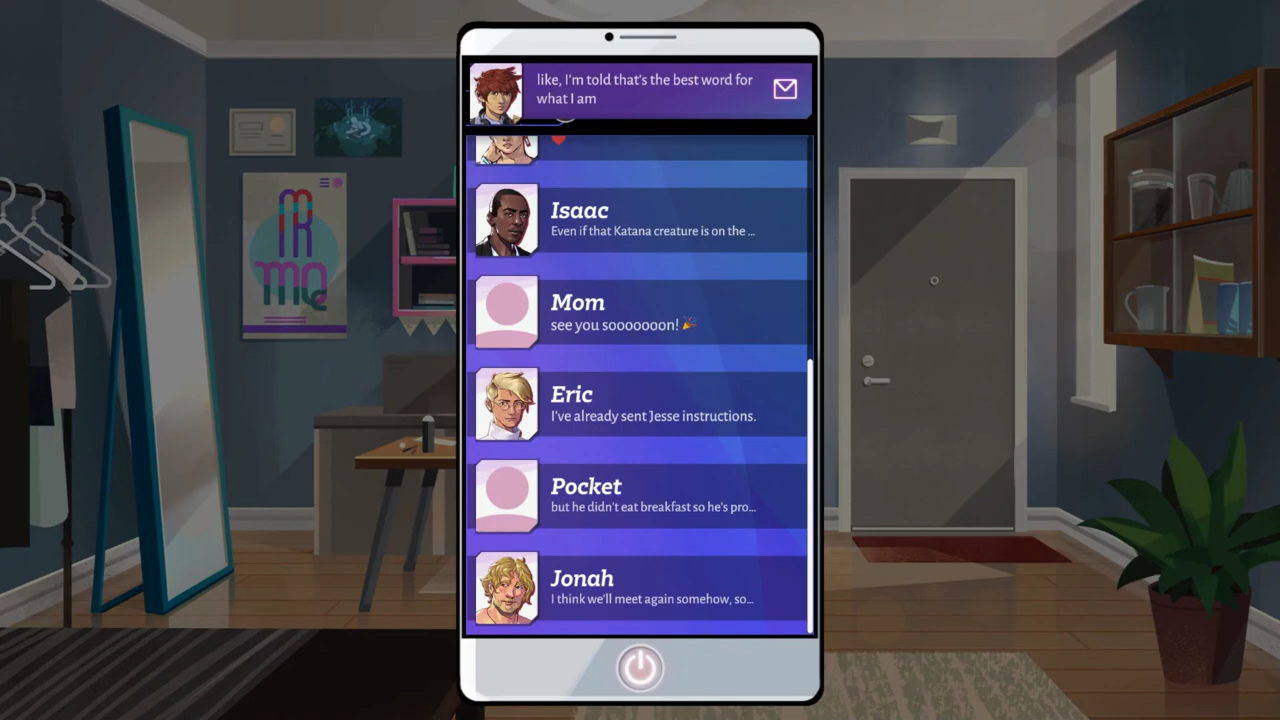 like, I'm told that's the best word for
what I am
Isaac
Even if that Katana creature is on the ...
Mom
see you sooooooon! 🎉
Eric
I've already sent Jesse instructions.
Pocket
but he didn't eat breakfast so he's pro...
Jonah
I think we'll meet again somehow, so...